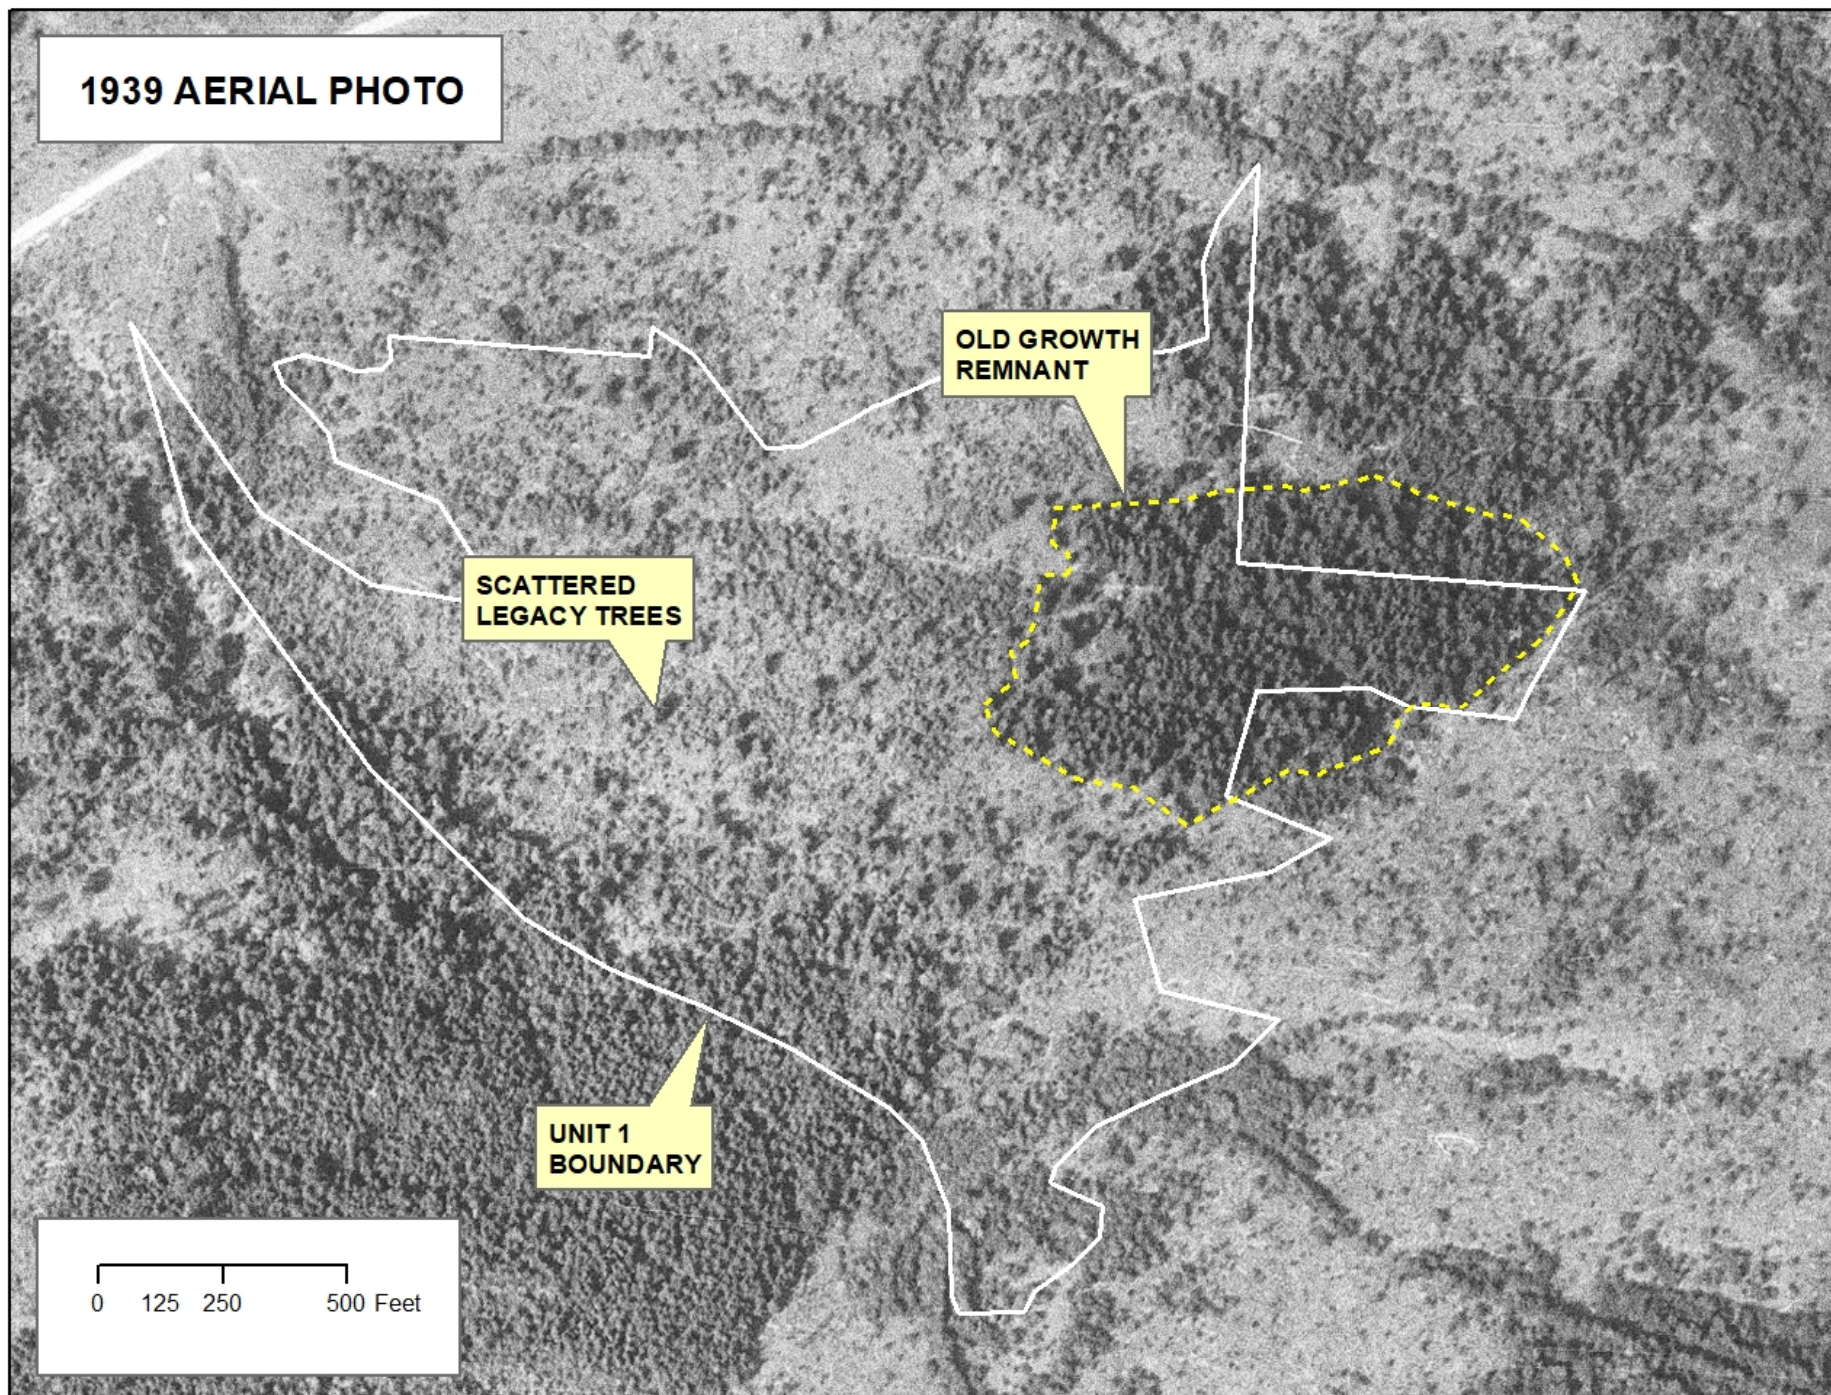 1939 AERIAL PHOTO
OLD GROWTH
REMNANT
SCATTERED
LEGACY TREES
UNIT 1
BOUNDARY
0 125 250 500 Feet